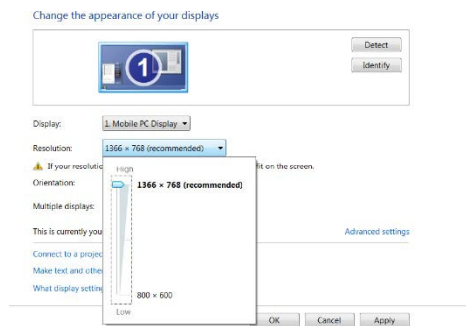 Change the appearance of your displays
Detect
Identify
1
Display: 1. Mobile PC Display
Resolution: 1366 × 768 (recommended)
If your resolutio fit on the screen.
High
Orientation: 1366 × 768 (recommended)
Multiple displays:
This is currently you Advanced settings
Connect to a projec
Make text and othe
What display setting
800 × 600
Low
OK Cancel Apply